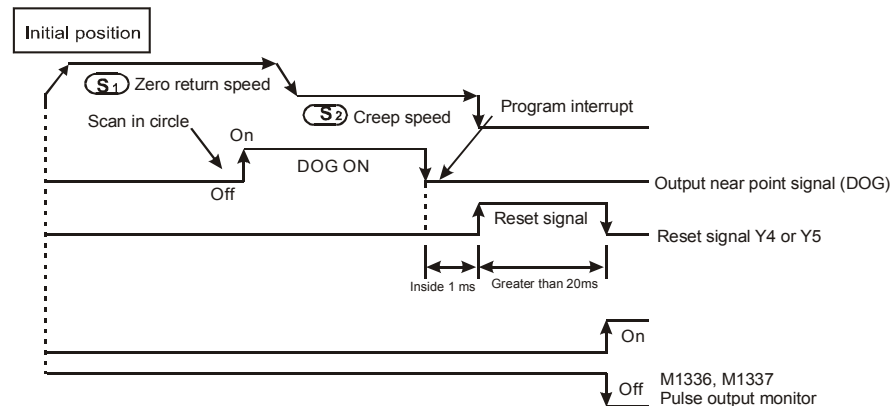 Initial position
S1 Zero return speed
S2 Creep speed
Program interrupt
Scan in circle
On
DOG ON
Off
Output near point signal (DOG)
Reset signal
Reset signal Y4 or Y5
Inside 1 ms
Greater than 20ms
On
Off
M1336, M1337
Pulse output monitor